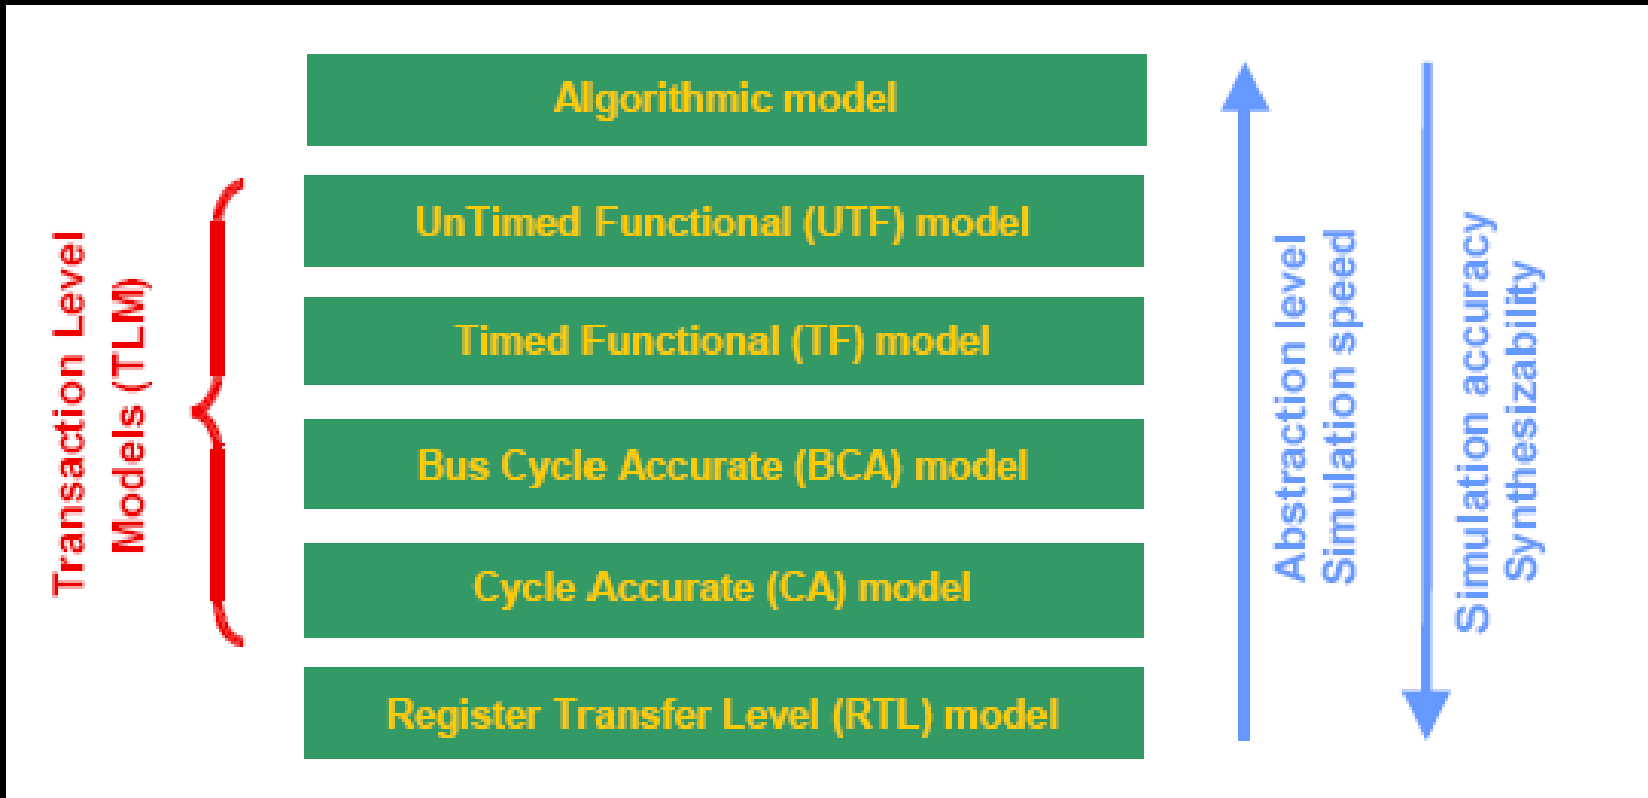 Algorithmic model
UnTimed Functional (UTF) model
Timed Functional (TF) model
Bus Cycle Accurate (BCA) model
Cycle Accurate (CA) model
Register Transfer Level (RTL) model
Transaction Level
Models (TLM)
Abstraction level
Simulation speed
Simulation accuracy
Synthesizability